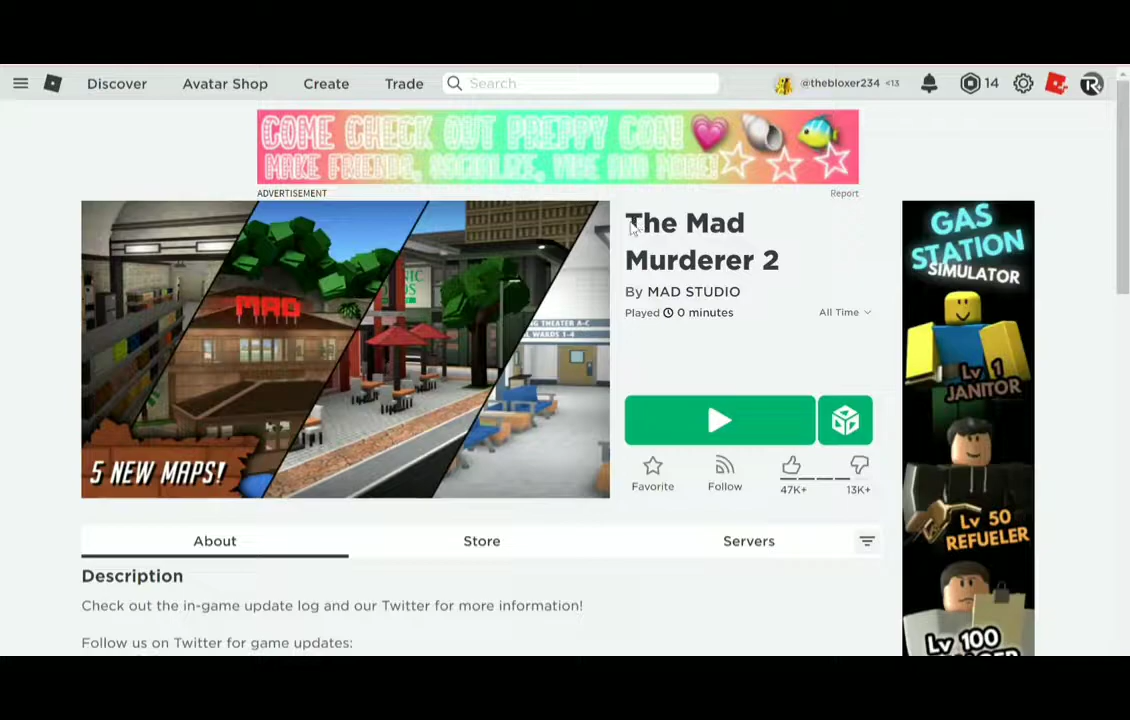 Discover
Avatar Shop
Create
Trade
Search
@thebloxer234 <13
14
COME CHECK OUT PREPPY CON!
MAKE FRIENDS, SOCIALIZE, VIBE AND MORE!
ADVERTISEMENT
Report
MAD
5 NEW MAPS!
The Mad
Murderer 2
By MAD STUDIO
Played 0 minutes
All Time
Favorite
Follow
47K+
13K+
GAS
STATION
SIMULATOR
Lv 1
JANITOR
Lv 50
REFUELER
Lv 100
About
Store
Servers
Description
Check out the in-game update log and our Twitter for more information!
Follow us on Twitter for game updates: